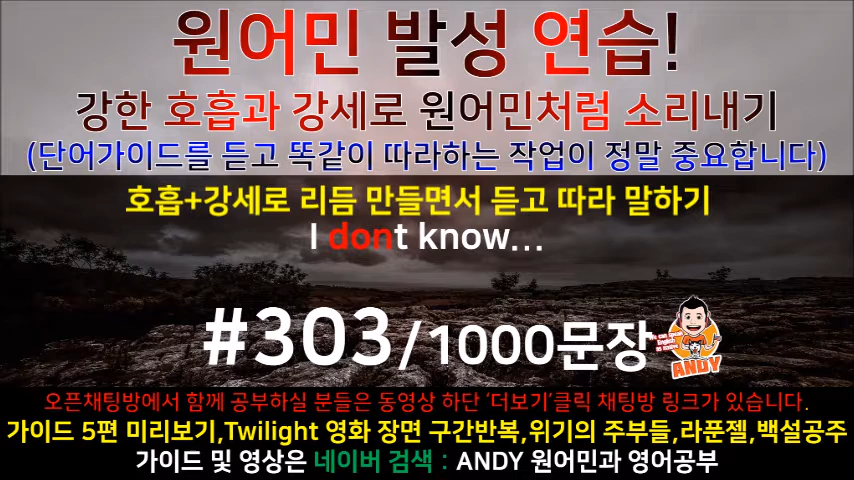 원어민 발성 연습!
강한 호흡과 강세로 원어민처럼 소리내기
(단어가이드를 듣고 똑같이 따라하는 작업이 정말 중요합니다)
호흡+강세로 리듬 만들면서 듣고 따라 말하기
I dont know...
#303/1000문장
We can speak
English
as Native
ANDY
오픈채팅방에서 함께 공부하실 분들은 동영상 하단 '더보기'클릭 채팅방 링크가 있습니다.
가이드 5편 미리보기,Twilight 영화 장면 구간반복,위기의 주부들,라푼젤,백설공주
가이드 및 영상은 네이버 검색 : ANDY 원어민과 영어공부